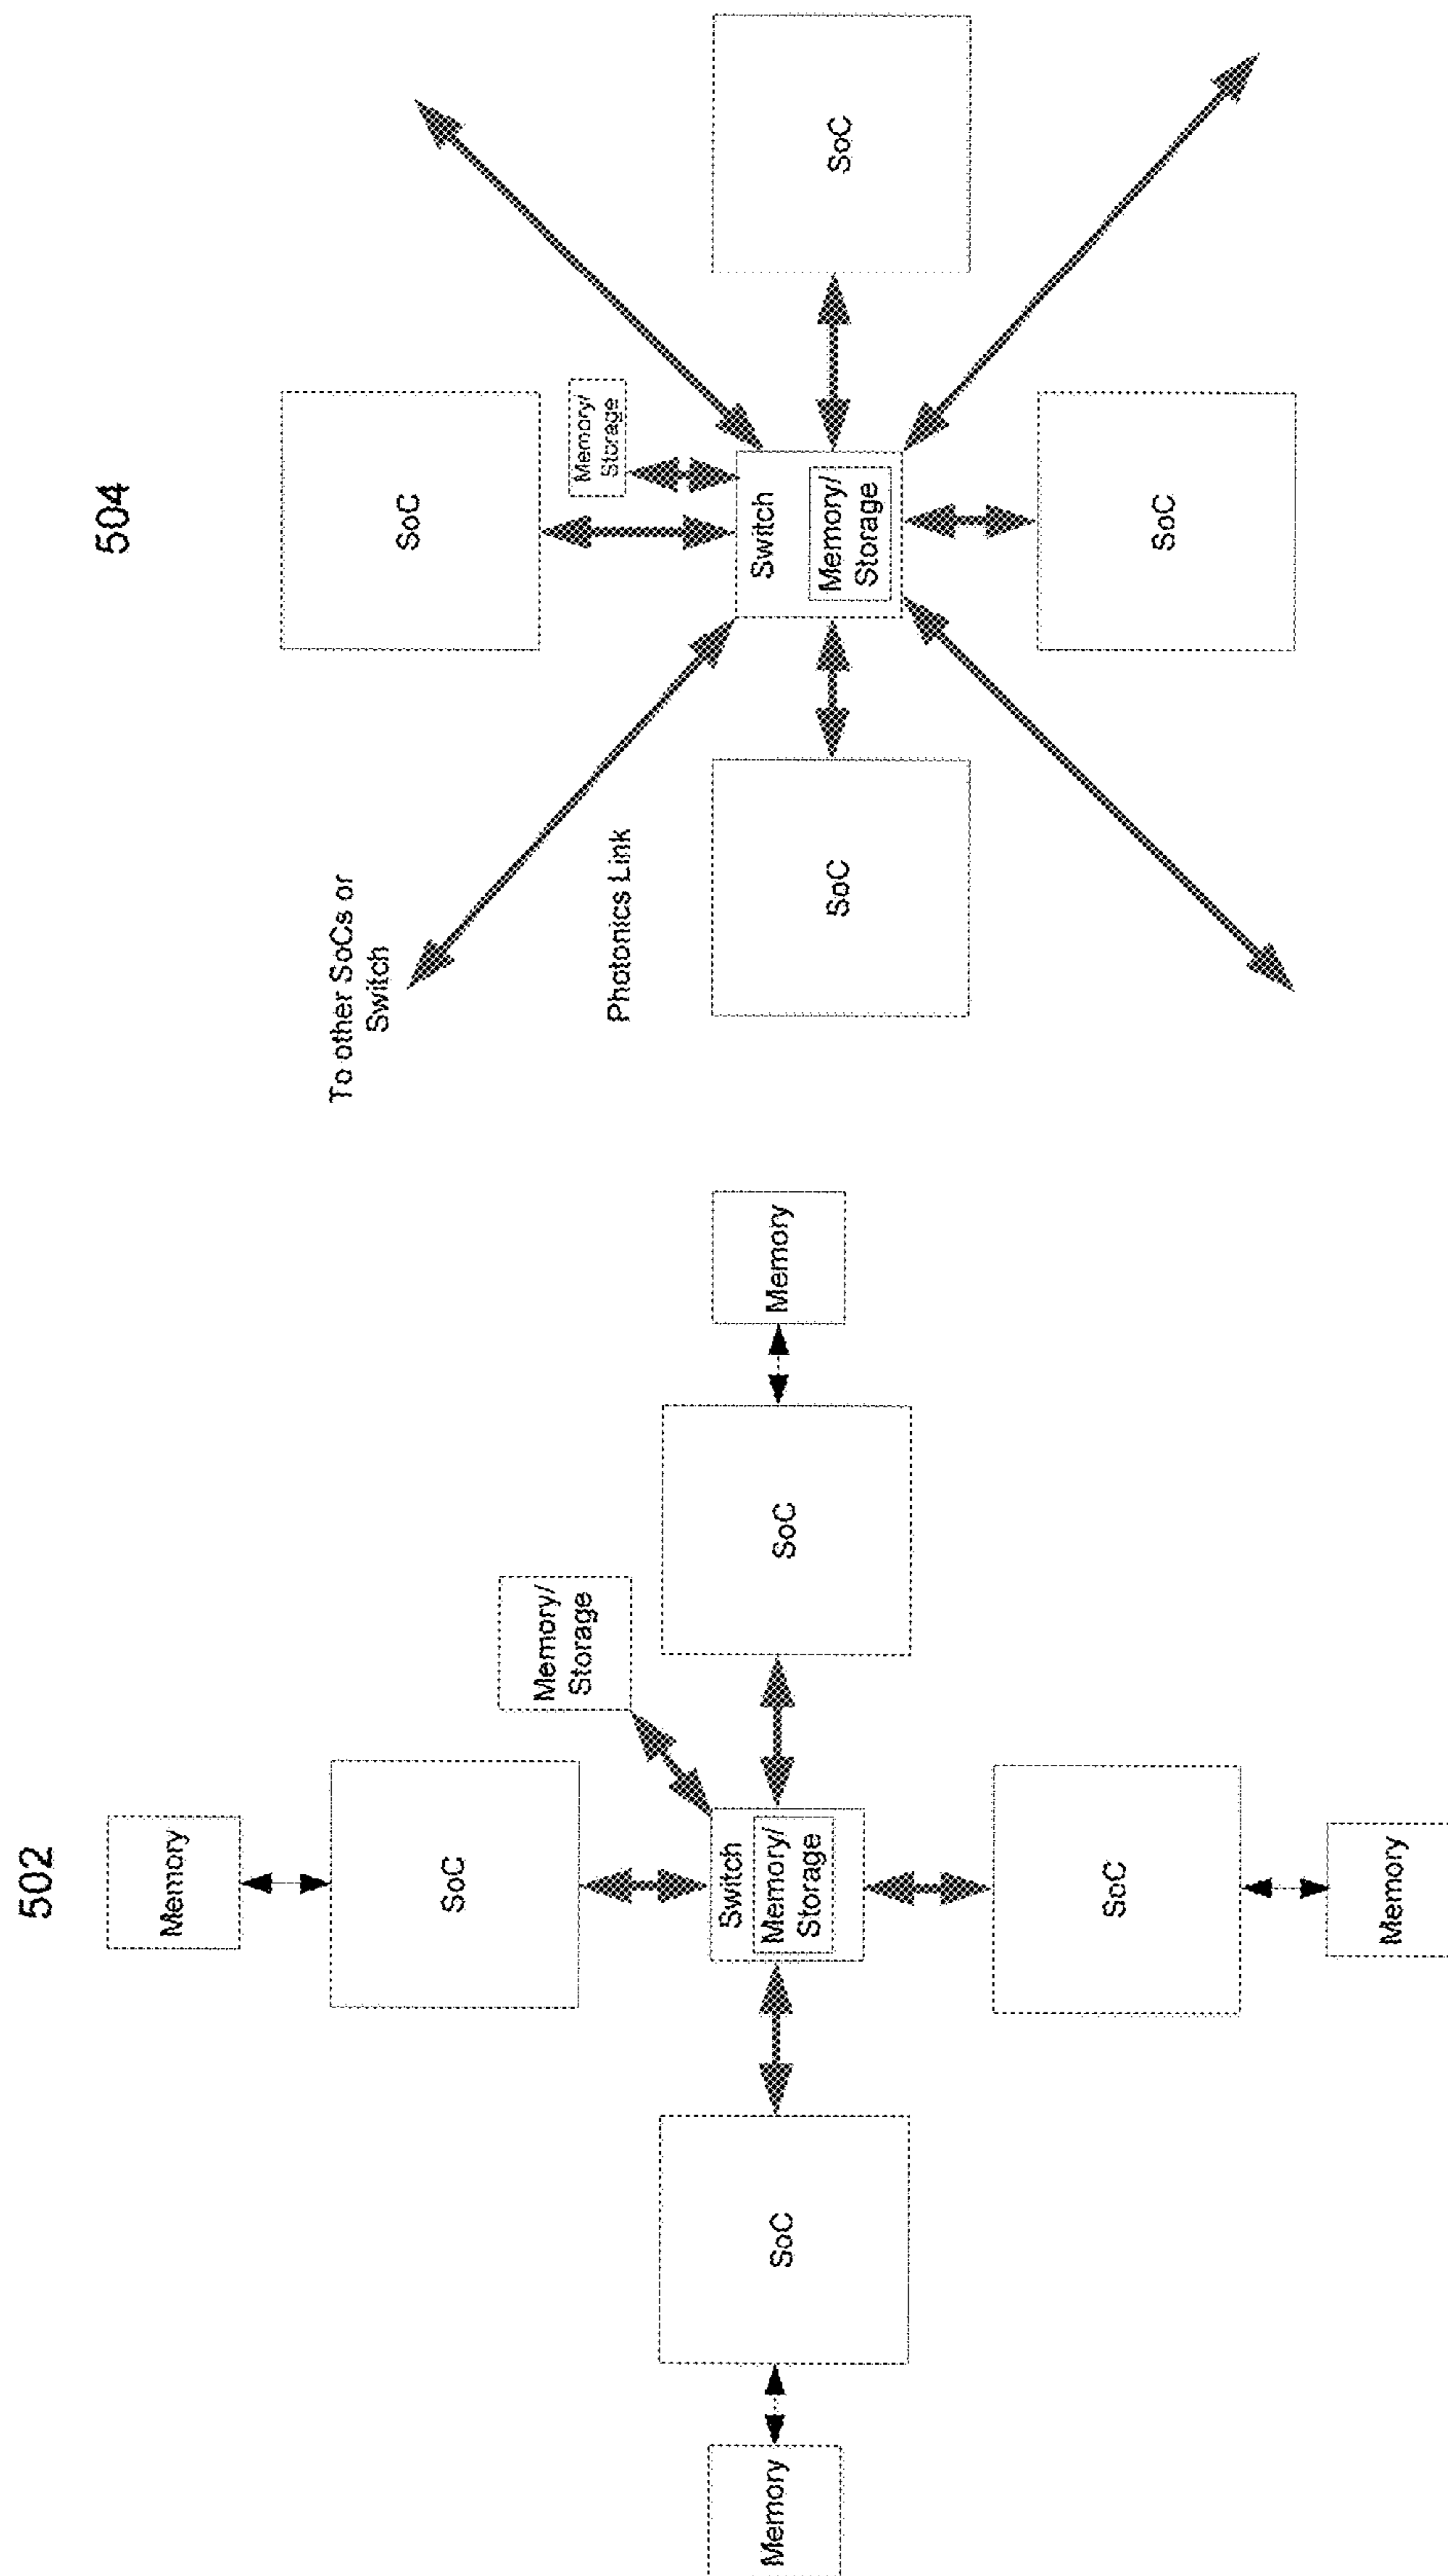 502
Memory
SoC
Memory/
Storage
Memory
SoC
Switch
Memory/
Storage
SoC
Memory
SoC
Memory
504
To other SoCs or
Switch
SoC
Memory/
Storage
Photonics Link
SoC
Switch
Memory/
Storage
SoC
SoC